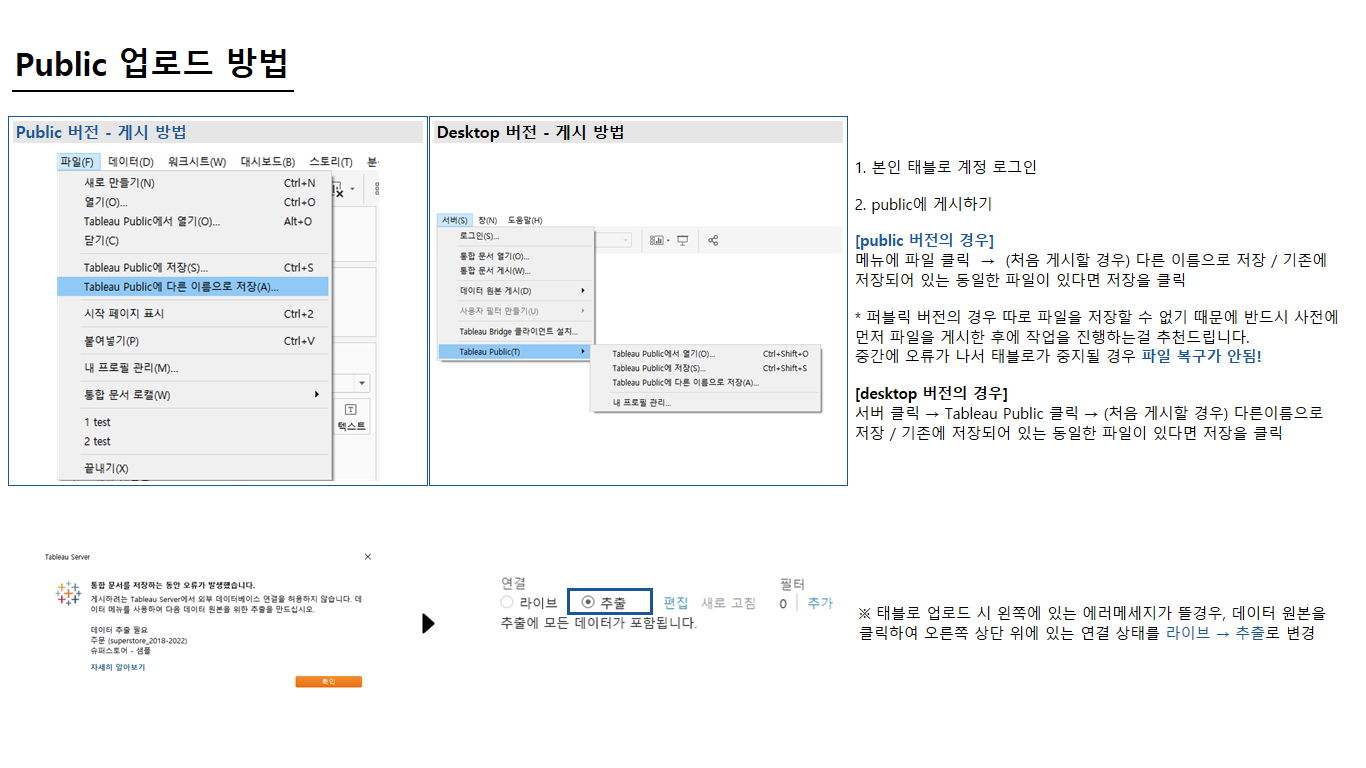 Public 업로드 방법
Public 버전 - 게시 방법
파일(F) 데이터(D) 워크시트(W) 대시보드(B) 스토리(T) 분
새로 만들기(N) Ctrl+N
열기(O)... Ctrl+O
Tableau Public에서 열기(O)... Alt+O
닫기(C)
Tableau Public에 저장(S)... Ctrl+S
Tableau Public에 다른 이름으로 저장(A)...
시작 페이지 표시 Ctrl+2
붙여넣기(P) Ctrl+V
내 프로필 관리(M)...
통합 문서 로캘(W)
1 test
2 test
끝내기(X)
텍스트
Desktop 버전 - 게시 방법
서버(S) 창(N) 도움말(H)
로그인(S)...
통합 문서 열기(O)...
통합 문서 게시(W)...
데이터 원본 게시(D)
사용자 필터 만들기(U)
Tableau Bridge 클라이언트 설치...
Tableau Public(T)
Tableau Public에서 열기(O)... Ctrl+Shift+O
Tableau Public에 저장(S)... Ctrl+Shift+S
Tableau Public에 다른 이름으로 저장(A)...
내 프로필 관리...
1. 본인 태블로 계정 로그인
2. public에 게시하기
[public 버전의 경우]
메뉴에 파일 클릭 → (처음 게시할 경우) 다른 이름으로 저장 / 기존에
저장되어 있는 동일한 파일이 있다면 저장을 클릭
* 퍼블릭 버전의 경우 따로 파일을 저장할 수 없기 때문에 반드시 사전에
먼저 파일을 게시한 후에 작업을 진행하는걸 추천드립니다.
중간에 오류가 나서 태블로가 중지될 경우 파일 복구가 안됨!
[desktop 버전의 경우]
서버 클릭 → Tableau Public 클릭 → (처음 게시할 경우) 다른이름으로
저장 / 기존에 저장되어 있는 동일한 파일이 있다면 저장을 클릭
Tableau Server
통합 문서를 저장하는 동안 오류가 발생했습니다.
게시하려는 Tableau Server에서 외부 데이터베이스 연결을 허용하지 않습니다. 데
이터 메뉴를 사용하여 다음 데이터 원본을 위한 추출을 만드십시오.
데이터 추출 필요
주문 (superstore_2018-2022)
슈퍼스토어 - 샘플
자세히 알아보기
확인
연결 필터
라이브 추출 편집 새로 고침 0 추가
추출에 모든 데이터가 포함됩니다.
※ 태블로 업로드 시 왼쪽에 있는 에러메세지가 뜰경우, 데이터 원본을
클릭하여 오른쪽 상단 위에 있는 연결 상태를 라이브 → 추출로 변경